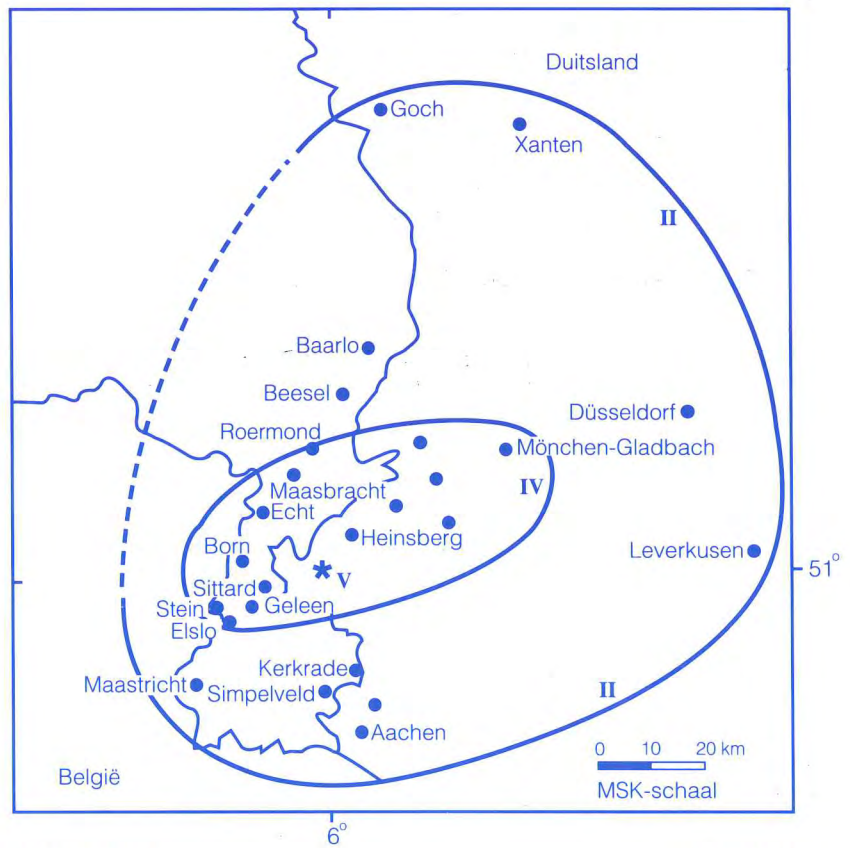 Duitsland
Goch
Xanten
II
Baarlo
Beesel
Düsseldorf
Roermond
Mönchen-Gladbach
Maasbracht
IV
Echt
Heinsberg
Born
Leverkusen
51°
V
Sittard
Stein
Geleen
Elslo
Kerkrade
Maastricht
Simpelveld
II
Aachen
0 10 20 km
België
MSK-schaal
6°